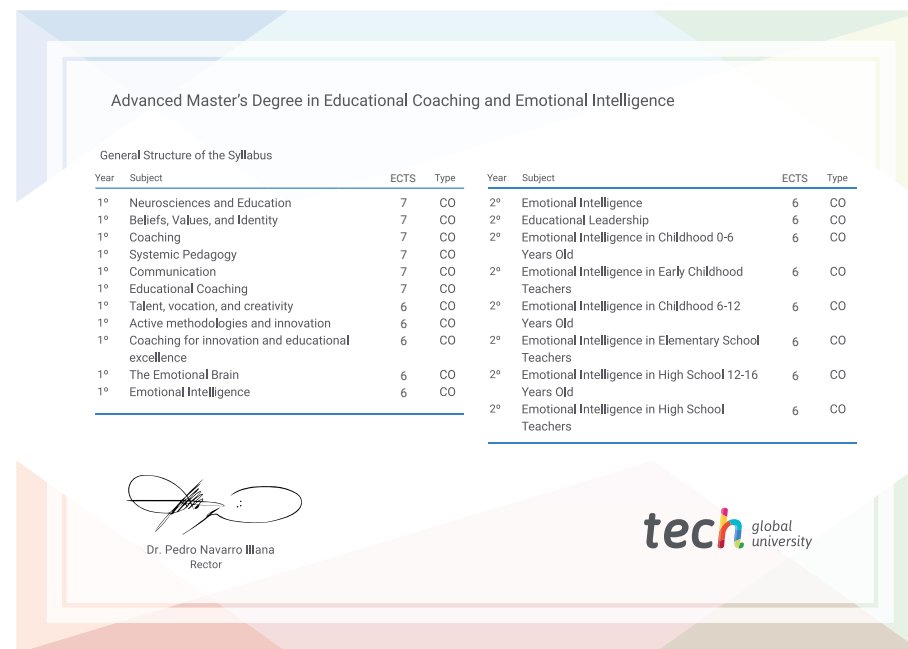 Advanced Master's Degree in Educational Coaching and Emotional Intelligence
General Structure of the Syllabus
Year Subject ECTS Type
1º Neurosciences and Education 7 CO
1º Beliefs, Values, and Identity 7 CO
1º Coaching 7 CO
1º Systemic Pedagogy 7 CO
1º Communication 7 CO
1º Educational Coaching 7 CO
1º Talent, vocation, and creativity 6 CO
1º Active methodologies and innovation 6 CO
1º Coaching for innovation and educational 6 CO
excellence
1º The Emotional Brain 6 CO
1º Emotional Intelligence 6 CO
Year Subject ECTS Type
2º Emotional Intelligence 6 CO
2º Educational Leadership 6 CO
2º Emotional Intelligence in Childhood 0-6 6 CO
Years Old
2º Emotional Intelligence in Early Childhood 6 CO
Teachers
2º Emotional Intelligence in Childhood 6-12 6 CO
Years Old
2º Emotional Intelligence in Elementary School 6 CO
Teachers
2º Emotional Intelligence in High School 12-16 6 CO
Years Old
2º Emotional Intelligence in High School 6 CO
Teachers
Dr. Pedro Navarro Illana
Rector
tech global
university